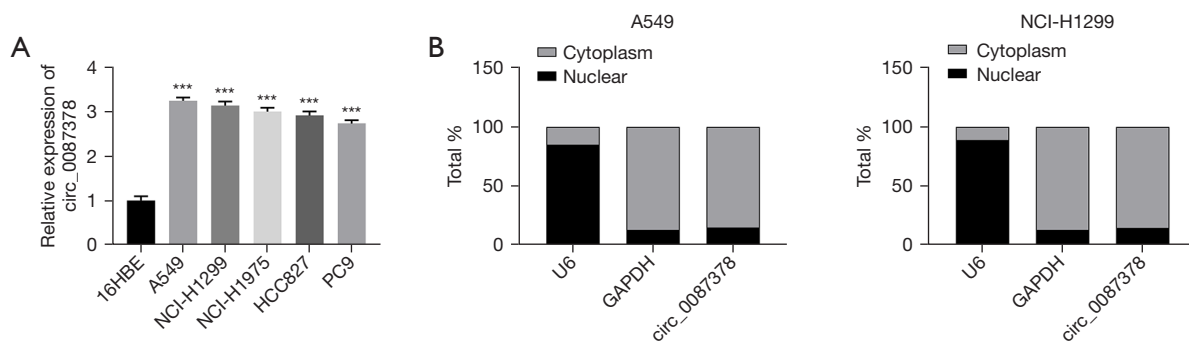 A
Relative expression of
circ_0087378
4
3
2
1
0
***
***
***
***
***
16HBE
A549
NCI-H1299
NCI-H1975
HCC827
PC9
B
A549
Cytoplasm
Nuclear
Total %
150
100
50
0
U6
GAPDH
circ_0087378
NCI-H1299
Cytoplasm
Nuclear
Total %
150
100
50
0
U6
GAPDH
circ_0087378